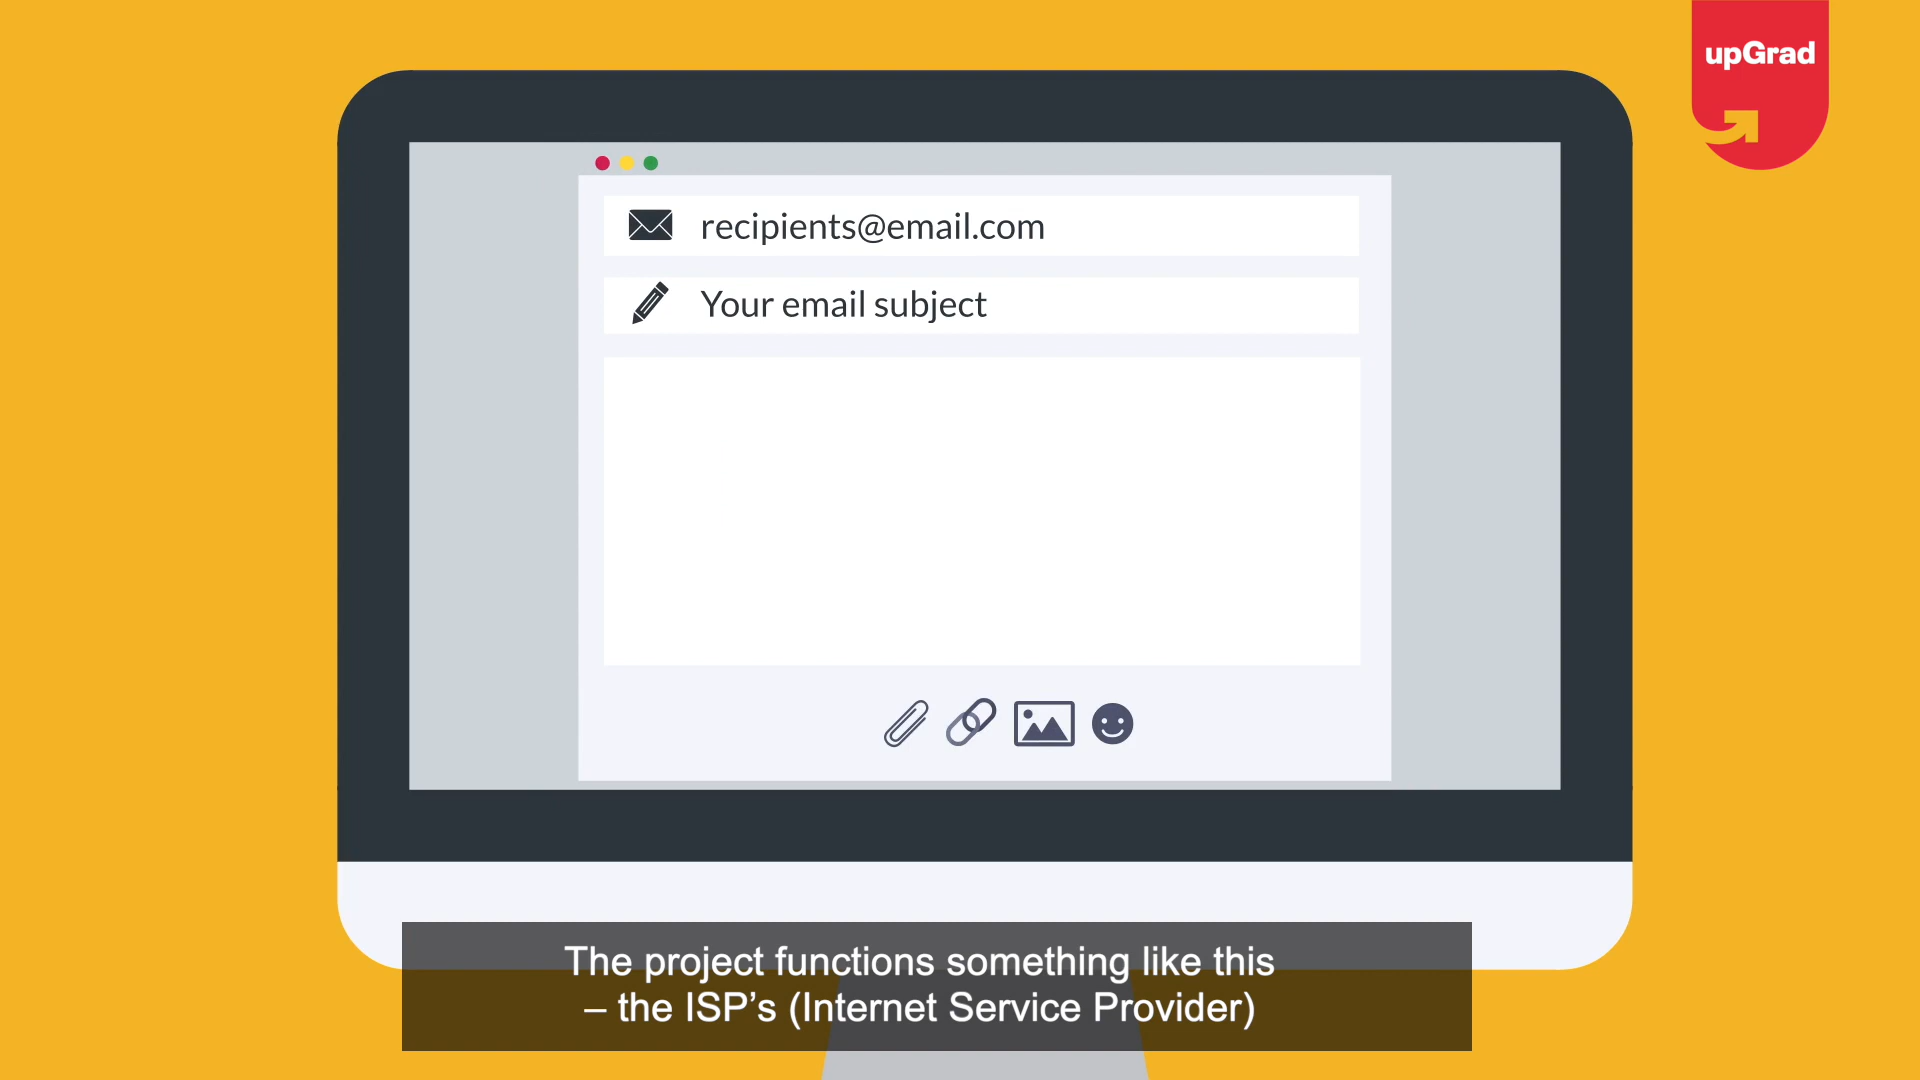 upGrad
recipients@email.com
Your email subject
The project functions something like this
– the ISP’s (Internet Service Provider)